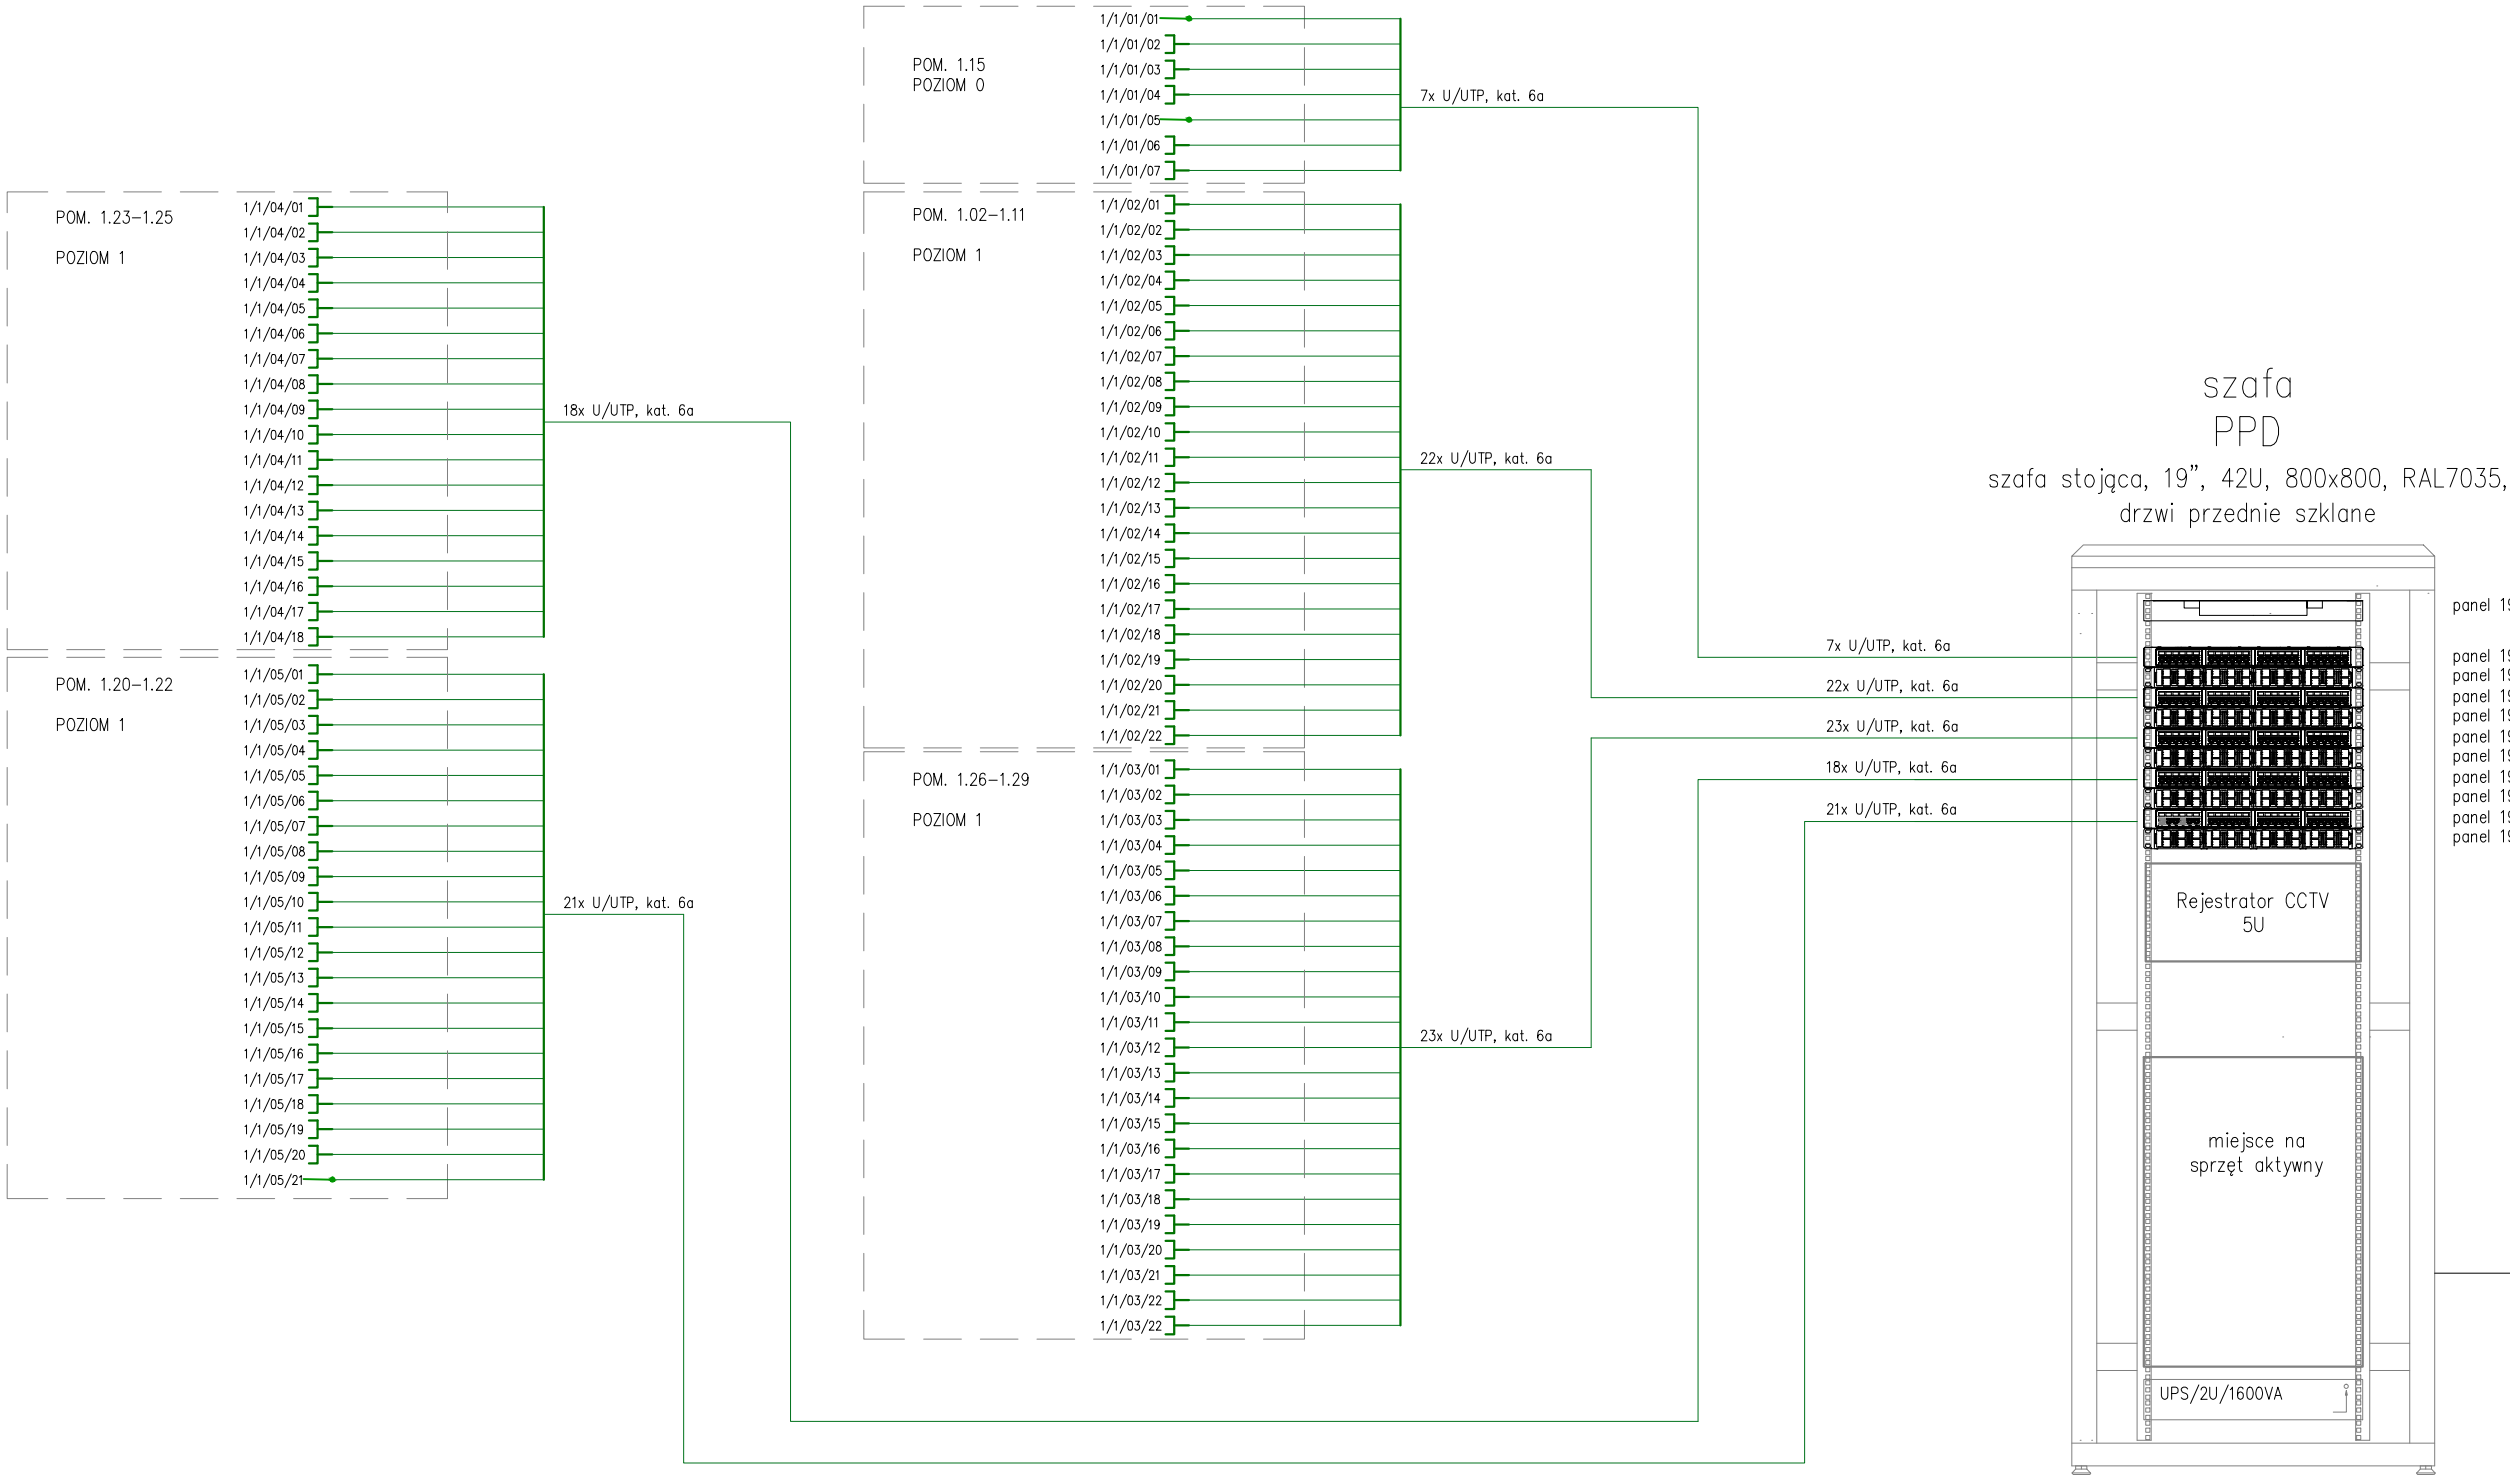 POM. 1.15
POZIOM 0
1/1/01/01
1/1/01/02
1/1/01/03
1/1/01/04
1/1/01/05
1/1/01/06
1/1/01/07
7x U/UTP, kat. 6a
POM. 1.23-1.25
POZIOM 1
1/1/04/01
1/1/04/02
1/1/04/03
1/1/04/04
1/1/04/05
1/1/04/06
1/1/04/07
1/1/04/08
1/1/04/09
1/1/04/10
1/1/04/11
1/1/04/12
1/1/04/13
1/1/04/14
1/1/04/15
1/1/04/16
1/1/04/17
1/1/04/18
18x U/UTP, kat. 6a
POM. 1.20-1.22
POZIOM 1
1/1/05/01
1/1/05/02
1/1/05/03
1/1/05/04
1/1/05/05
1/1/05/06
1/1/05/07
1/1/05/08
1/1/05/09
1/1/05/10
1/1/05/11
1/1/05/12
1/1/05/13
1/1/05/14
1/1/05/15
1/1/05/16
1/1/05/17
1/1/05/18
1/1/05/19
1/1/05/20
1/1/05/21
21x U/UTP, kat. 6a
POM. 1.02-1.11
POZIOM 1
1/1/02/01
1/1/02/02
1/1/02/03
1/1/02/04
1/1/02/05
1/1/02/06
1/1/02/07
1/1/02/08
1/1/02/09
1/1/02/10
1/1/02/11
1/1/02/12
1/1/02/13
1/1/02/14
1/1/02/15
1/1/02/16
1/1/02/17
1/1/02/18
1/1/02/19
1/1/02/20
1/1/02/21
1/1/02/22
22x U/UTP, kat. 6a
POM. 1.26-1.29
POZIOM 1
1/1/03/01
1/1/03/02
1/1/03/03
1/1/03/04
1/1/03/05
1/1/03/06
1/1/03/07
1/1/03/08
1/1/03/09
1/1/03/10
1/1/03/11
1/1/03/12
1/1/03/13
1/1/03/14
1/1/03/15
1/1/03/16
1/1/03/17
1/1/03/18
1/1/03/19
1/1/03/20
1/1/03/21
1/1/03/22
1/1/03/22
23x U/UTP, kat. 6a
7x U/UTP, kat. 6a
22x U/UTP, kat. 6a
23x U/UTP, kat. 6a
18x U/UTP, kat. 6a
21x U/UTP, kat. 6a
szafa
PPD
szafa stojąca, 19", 42U, 800x800, RAL7035,
drzwi przednie szklane
panel 19
panel 19
panel 19
panel 19
panel 19
panel 19
panel 19
panel 19
panel 19
panel 19
panel 19
Rejestrator CCTV
5U
miejsce na
sprzęt aktywny
UPS/2U/1600VA